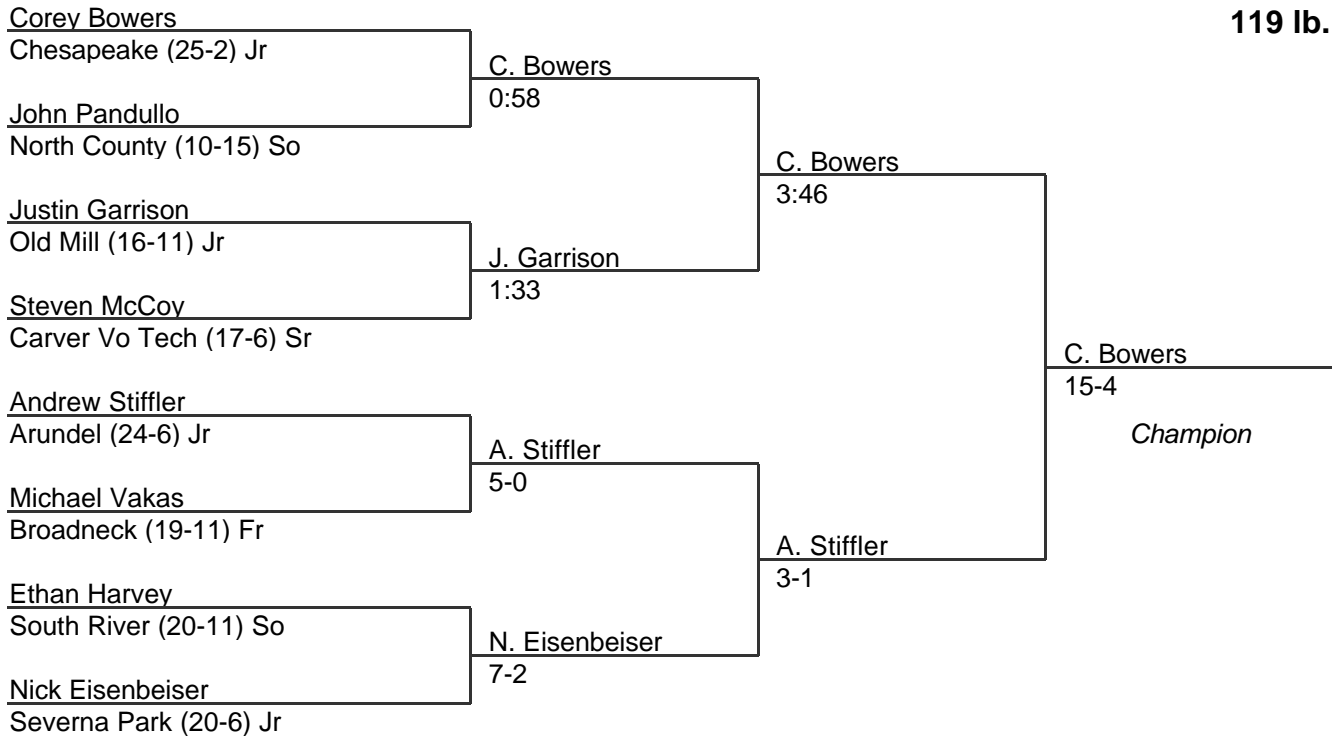 119 lb.
Corey Bowers
Chesapeake (25-2) Jr
John Pandullo
North County (10-15) So
Justin Garrison
Old Mill (16-11) Jr
Steven McCoy
Carver Vo Tech (17-6) Sr
Andrew Stiffler
Arundel (24-6) Jr
Michael Vakas
Broadneck (19-11) Fr
Ethan Harvey
South River (20-11) So
Nick Eisenbeiser
Severna Park (20-6) Jr
C. Bowers
0:58
J. Garrison
1:33
A. Stiffler
5-0
N. Eisenbeiser
7-2
C. Bowers
3:46
A. Stiffler
3-1
C. Bowers
15-4
Champion